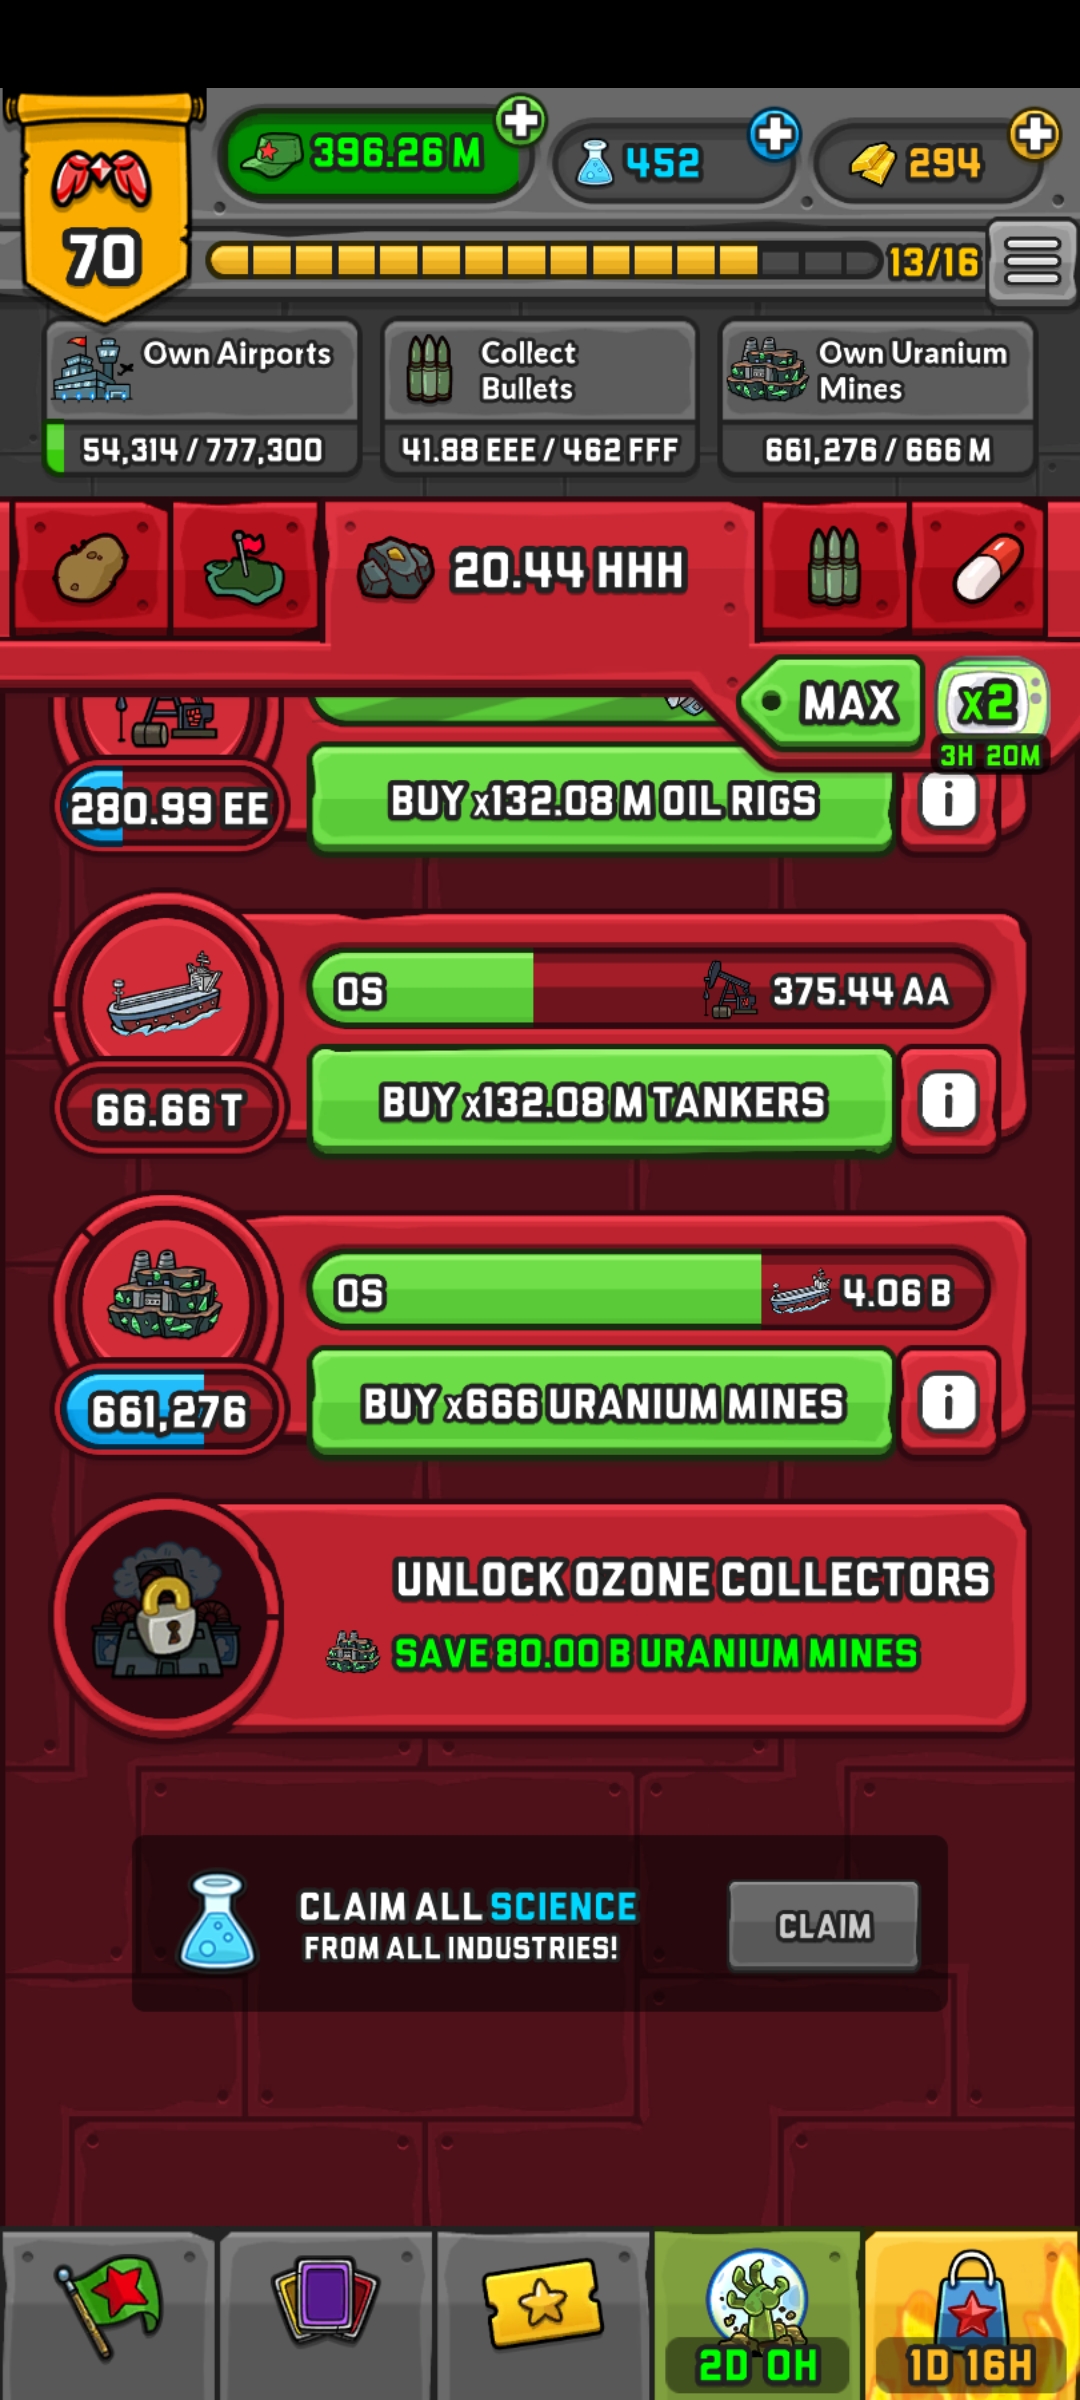 396.26 M
452
294
70
13/16
Own Airports
54,314 / 777,300
Collect
Bullets
41.88 EEE / 462 FFF
Own Uranium
Mines
661,276 / 666 M
20.44 HHH
MAX
x2
3H 20M
280.99 EE
BUY x132.08 M OIL RIGS
i
0S
375.44 AA
66.66 T
BUY x132.08 M TANKERS
i
0S
4.06 B
661,276
BUY x666 URANIUM MINES
i
UNLOCK OZONE COLLECTORS
SAVE 80.00 B URANIUM MINES
CLAIM ALL SCIENCE
FROM ALL INDUSTRIES!
CLAIM
2D 0H
1D 16H